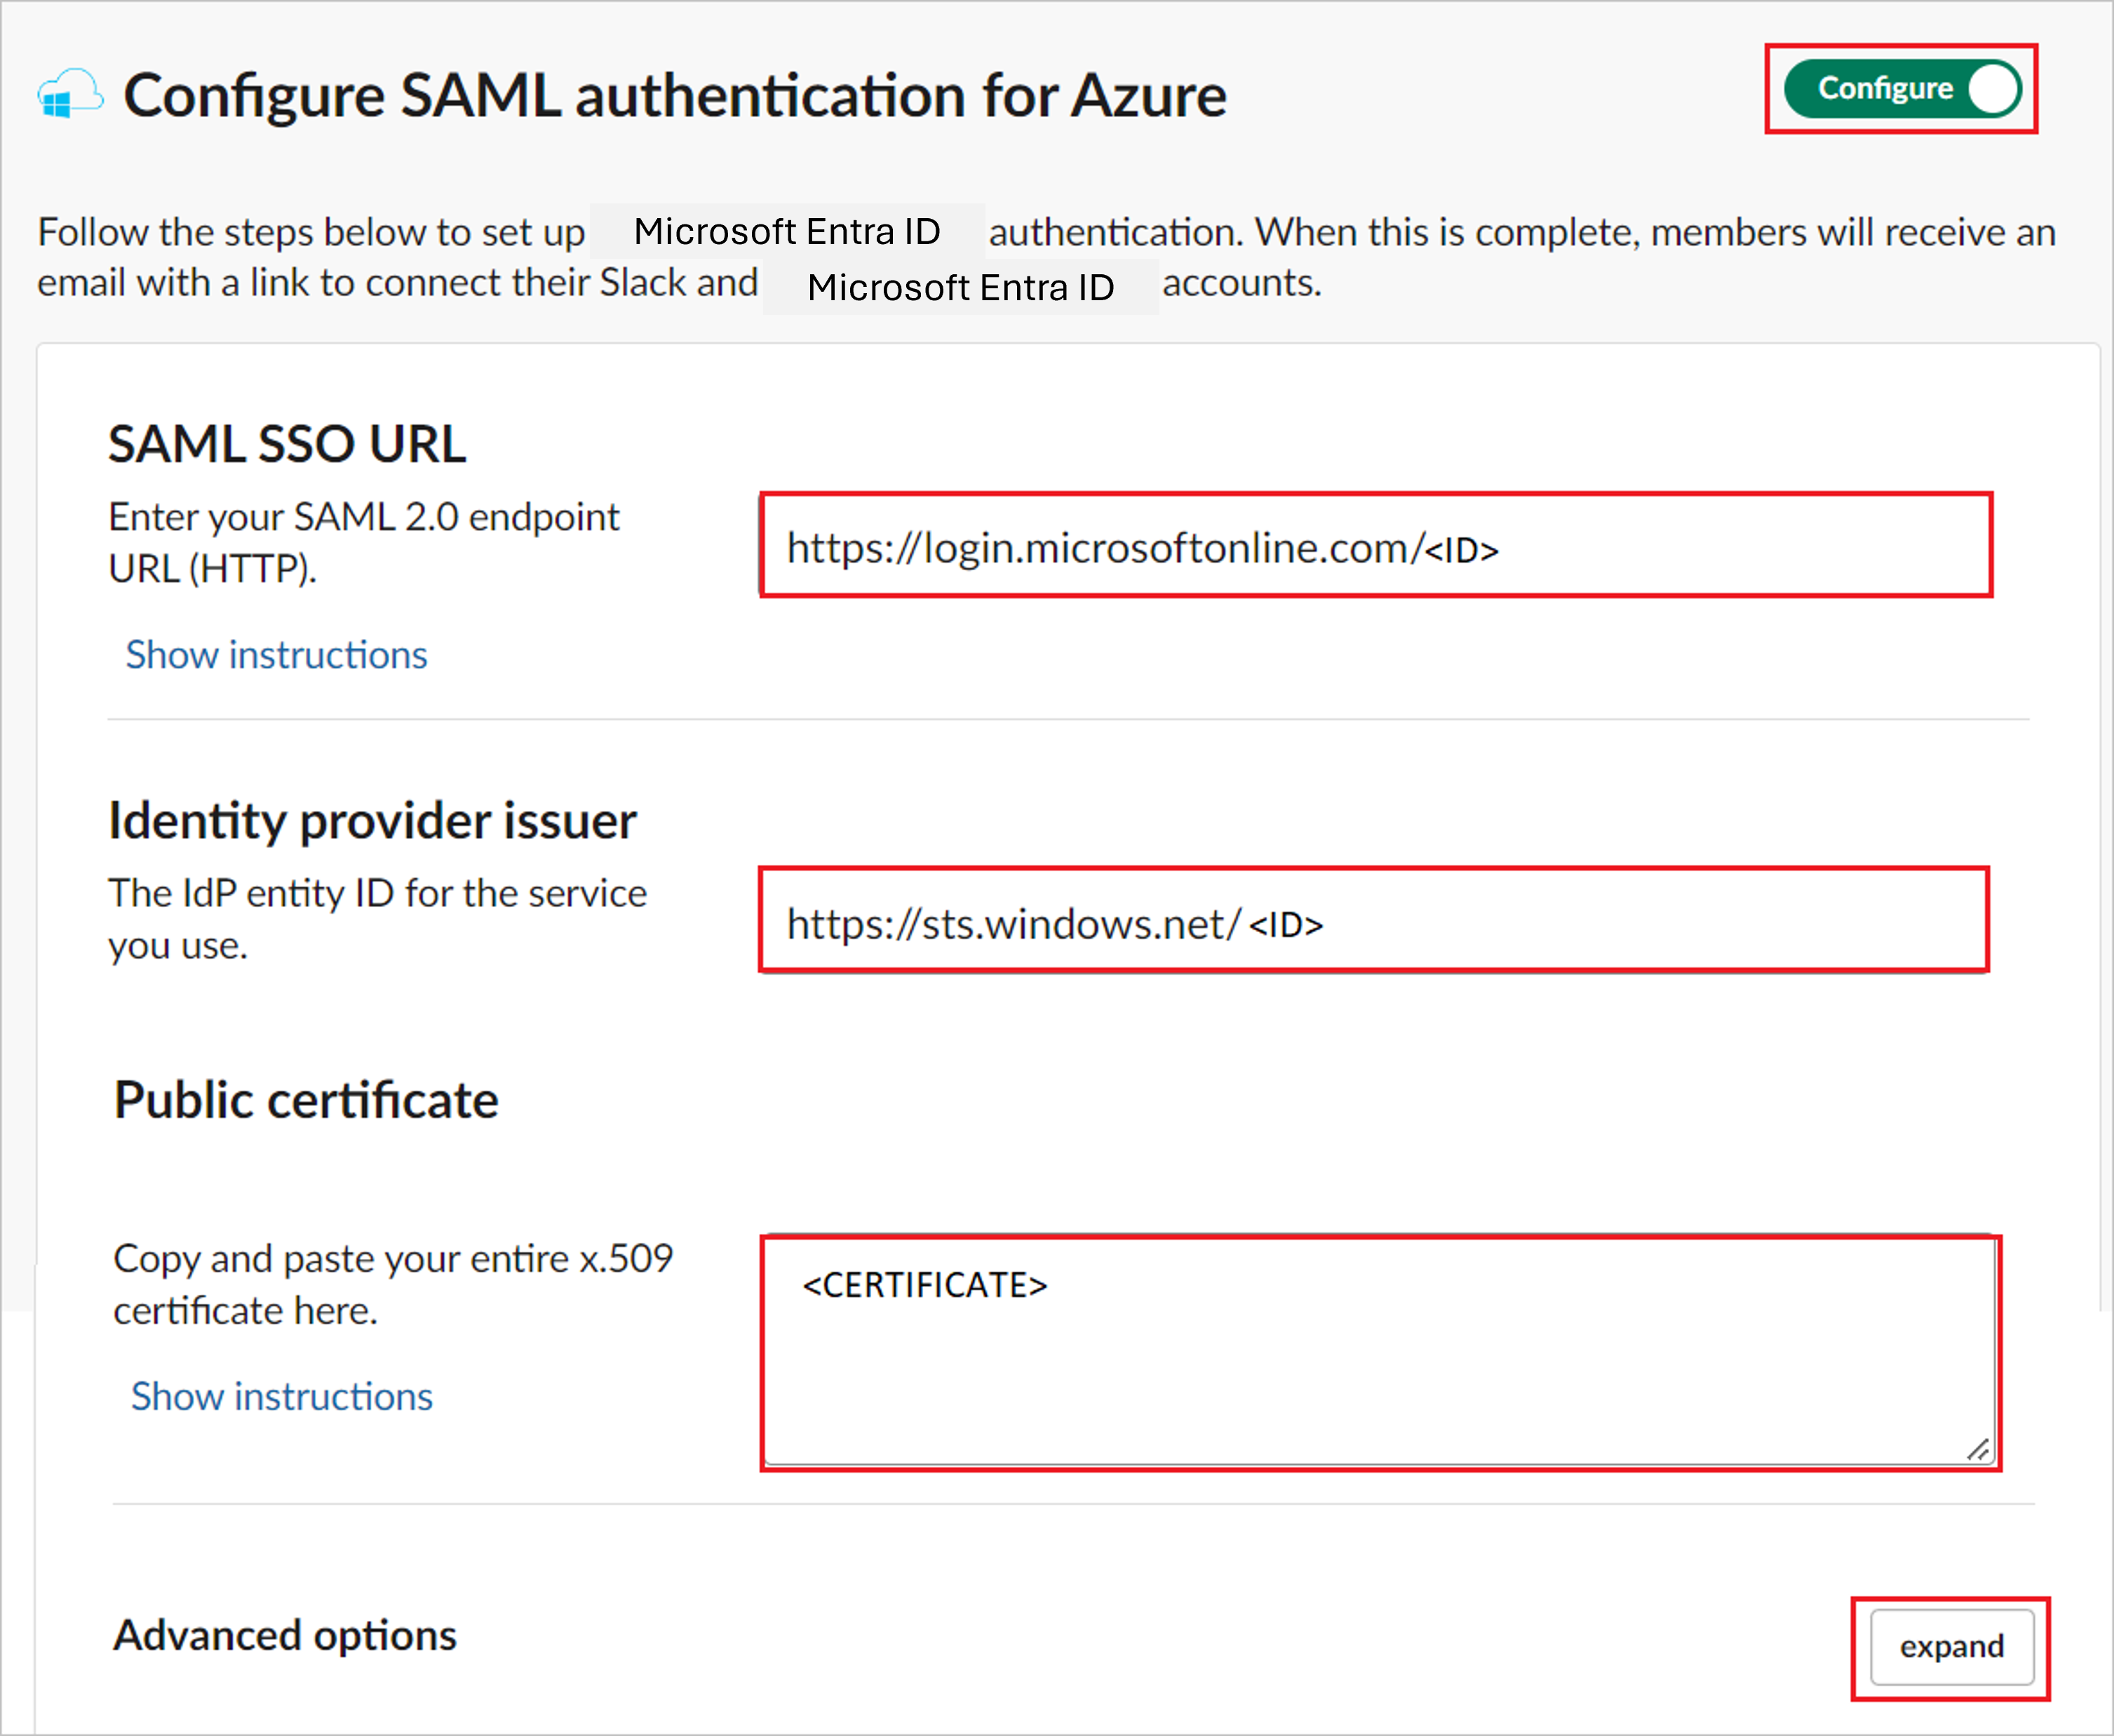 Configure SAML authentication for Azure
Configure
Follow the steps below to set up Microsoft Entra ID authentication. When this is complete, members will receive an
email with a link to connect their Slack and Microsoft Entra ID accounts.
SAML SSO URL
Enter your SAML 2.0 endpoint
URL (HTTP).
https://login.microsoftonline.com/<ID>
Show instructions
Identity provider issuer
The IdP entity ID for the service
you use.
https://sts.windows.net/ <ID>
Public certificate
Copy and paste your entire x.509
certificate here.
<CERTIFICATE>
Show instructions
Advanced options
expand